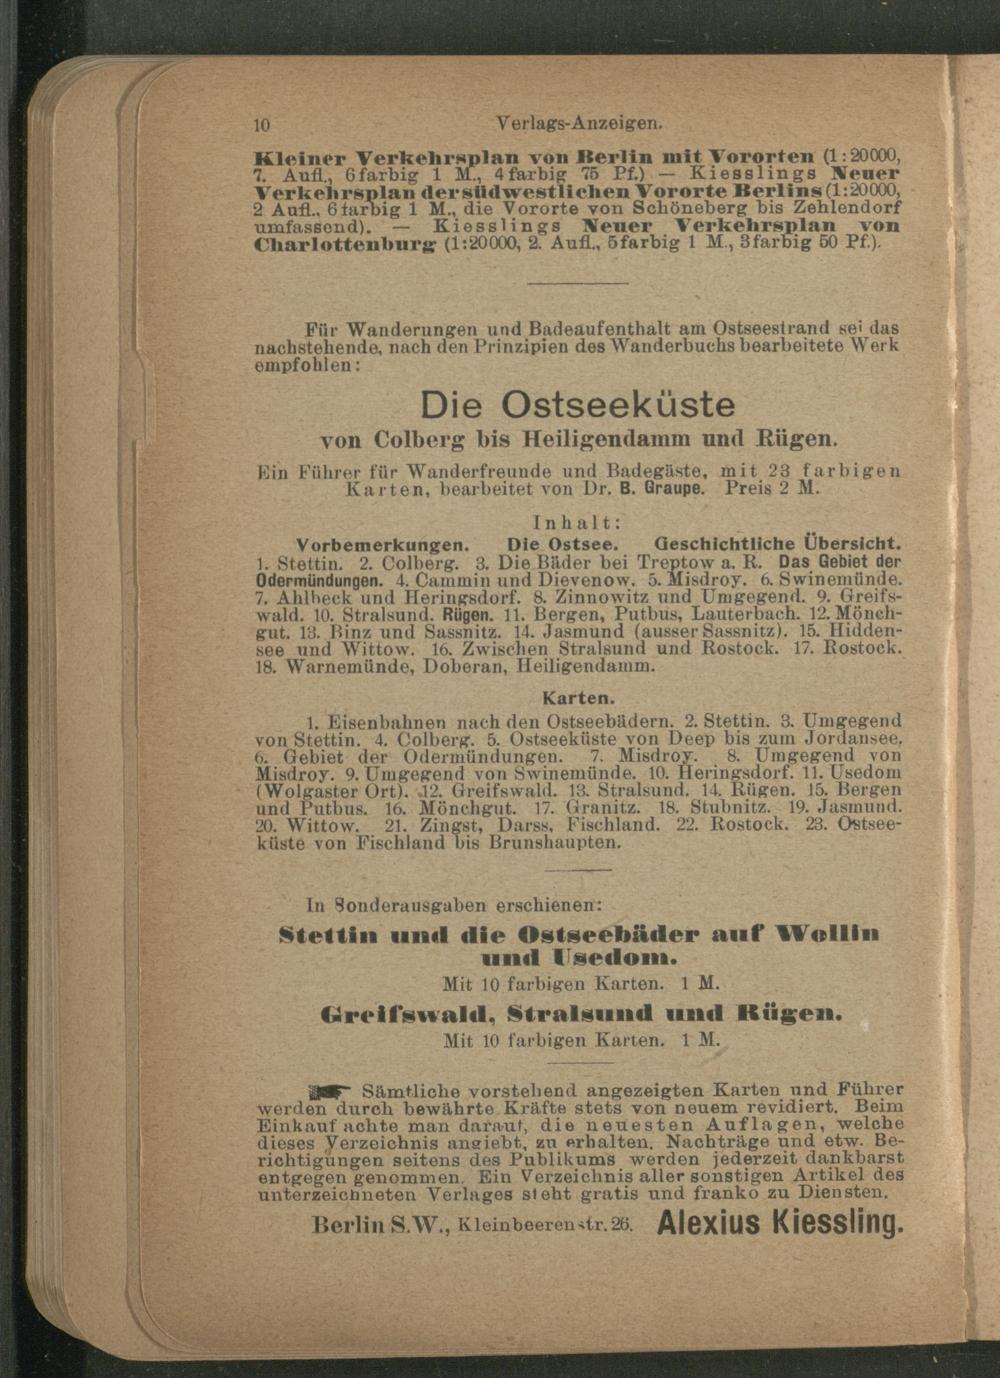 10 Verlags-Anzeigen.
Kleiner Verkehrsplan von Berlin mit Vororten (1:20000,
7. Aufl., 6farbig 1 M., 4farbig 75 Pf.) — Kiesslings Neuer
Verkehrsplan der südwestlichen Vororte Berlins (1:20000,
2 Aufl., 6farbig 1 M., die Vororte von Schöneberg bis Zehlendorf
umfassend). — Kiesslings Neuer Verkehrsplan von
Charlottenburg (1:20000, 2. Aufl., 5farbig 1 M., 3farbig 50 Pf.).
Für Wanderungen und Badeaufenthalt am Ostseestrand sei das
nachstehende, nach den Prinzipien des Wanderbuchs bearbeitete Werk
empfohlen:
Die Ostseeküste
von Colberg bis Heiligendamm und Rügen.
Ein Führer für Wanderfreunde und Badegäste, mit 23 farbigen
Karten, bearbeitet von Dr. B. Graupe. Preis 2 M.
Inhalt:
Vorbemerkungen. Die Ostsee. Geschichtliche Übersicht.
1. Stettin. 2. Colberg. 3. Die Bäder bei Treptow a. R. Das Gebiet der
Odermündungen. 4. Cammin und Dievenow. 5. Misdroy. 6. Swinemünde.
7. Ahlbeck und Heringsdorf. 8. Zinnowitz und Umgegend. 9. Greifs-
wald. 10. Stralsund. Rügen. 11. Bergen, Putbus, Lauterbach. 12. Mönch-
gut. 13. Binz und Sassnitz. 14. Jasmund (ausser Sassnitz). 15. Hidden-
see und Wittow. 16. Zwischen Stralsund und Rostock. 17. Rostock.
18. Warnemünde, Doberan, Heiligendamm.
Karten.
1. Eisenbahnen nach den Ostseebädern. 2. Stettin. 3. Umgegend
von Stettin. 4. Colberg. 5. Ostseeküste von Deep bis zum Jordansee.
6. Gebiet der Odermündungen. 7. Misdroy. 8. Umgegend von
Misdroy. 9. Umgegend von Swinemünde. 10. Heringsdorf. 11. Usedom
(Wolgaster Ort). 12. Greifswald. 13. Stralsund. 14. Rügen. 15. Bergen
und Putbus. 16. Mönchgut. 17. Granitz. 18. Stubnitz. 19. Jasmund.
20. Wittow. 21. Zingst, Darss, Fischland. 22. Rostock. 23. Ostsee-
küste von Fischland bis Brunshaupten.
In Sonderausgaben erschienen:
Stettin und die Ostseebäder auf Wollin
und Usedom.
Mit 10 farbigen Karten. 1 M.
Greifswald, Stralsund und Rügen.
Mit 10 farbigen Karten. 1 M.
Sämtliche vorstehend angezeigten Karten und Führer
werden durch bewährte Kräfte stets von neuem revidiert. Beim
Einkauf achte man darauf, die neuesten Auflagen, welche
dieses Verzeichnis angiebt, zu erhalten. Nachträge und etw. Be-
richtigungen seitens des Publikums werden jederzeit dankbarst
entgegen genommen. Ein Verzeichnis aller sonstigen Artikel des
unterzeichneten Verlages steht gratis und franko zu Diensten.
Berlin S.W., Kleinbeerenstr. 26. Alexius Kiessling.